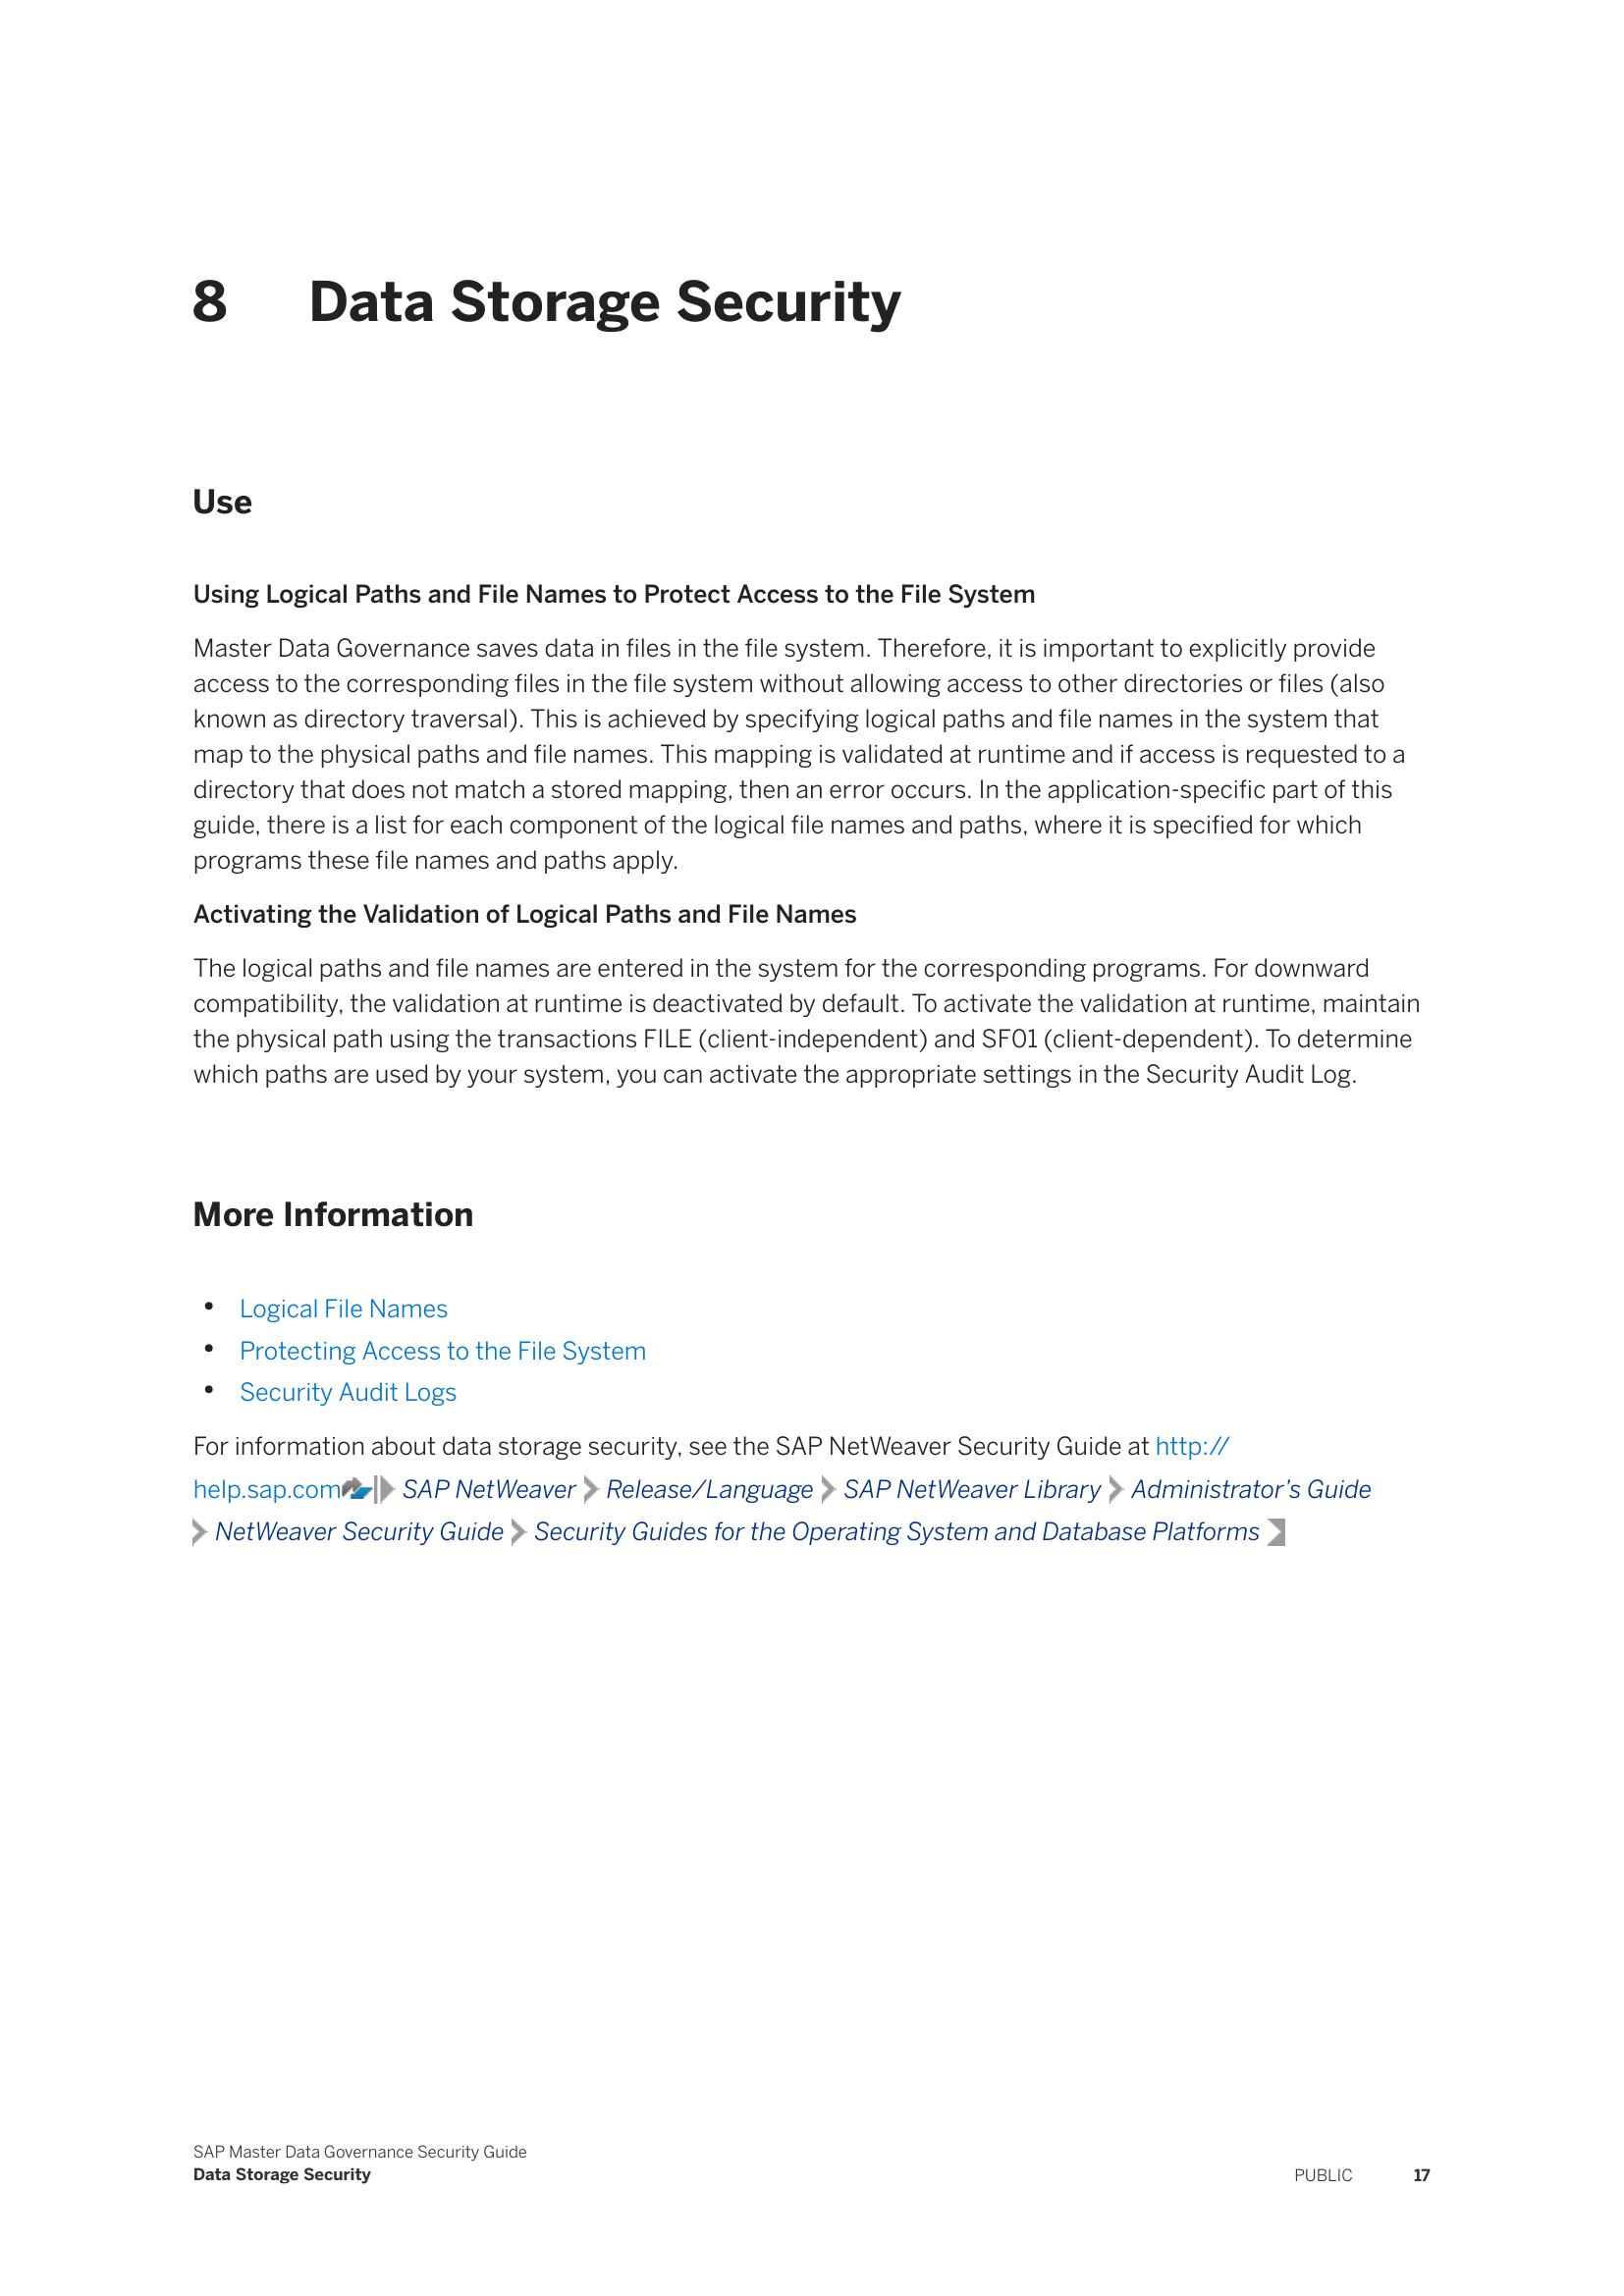 8 Data Storage Security
Use
Using Logical Paths and File Names to Protect Access to the File System
Master Data Governance saves data in files in the file system. Therefore, it is important to explicitly provide
access to the corresponding files in the file system without allowing access to other directories or files (also
known as directory traversal). This is achieved by specifying logical paths and file names in the system that
map to the physical paths and file names. This mapping is validated at runtime and if access is requested to a
directory that does not match a stored mapping, then an error occurs. In the application-specific part of this
guide, there is a list for each component of the logical file names and paths, where it is specified for which
programs these file names and paths apply.
Activating the Validation of Logical Paths and File Names
The logical paths and file names are entered in the system for the corresponding programs. For downward
compatibility, the validation at runtime is deactivated by default. To activate the validation at runtime, maintain
the physical path using the transactions FILE (client-independent) and SF01 (client-dependent). To determine
which paths are used by your system, you can activate the appropriate settings in the Security Audit Log.
More Information
• Logical File Names
• Protecting Access to the File System
• Security Audit Logs
For information about data storage security, see the SAP NetWeaver Security Guide at http://
help.sap.com SAP NetWeaver Release/Language SAP NetWeaver Library Administrator’s Guide
NetWeaver Security Guide Security Guides for the Operating System and Database Platforms
SAP Master Data Governance Security Guide
Data Storage Security PUBLIC 17